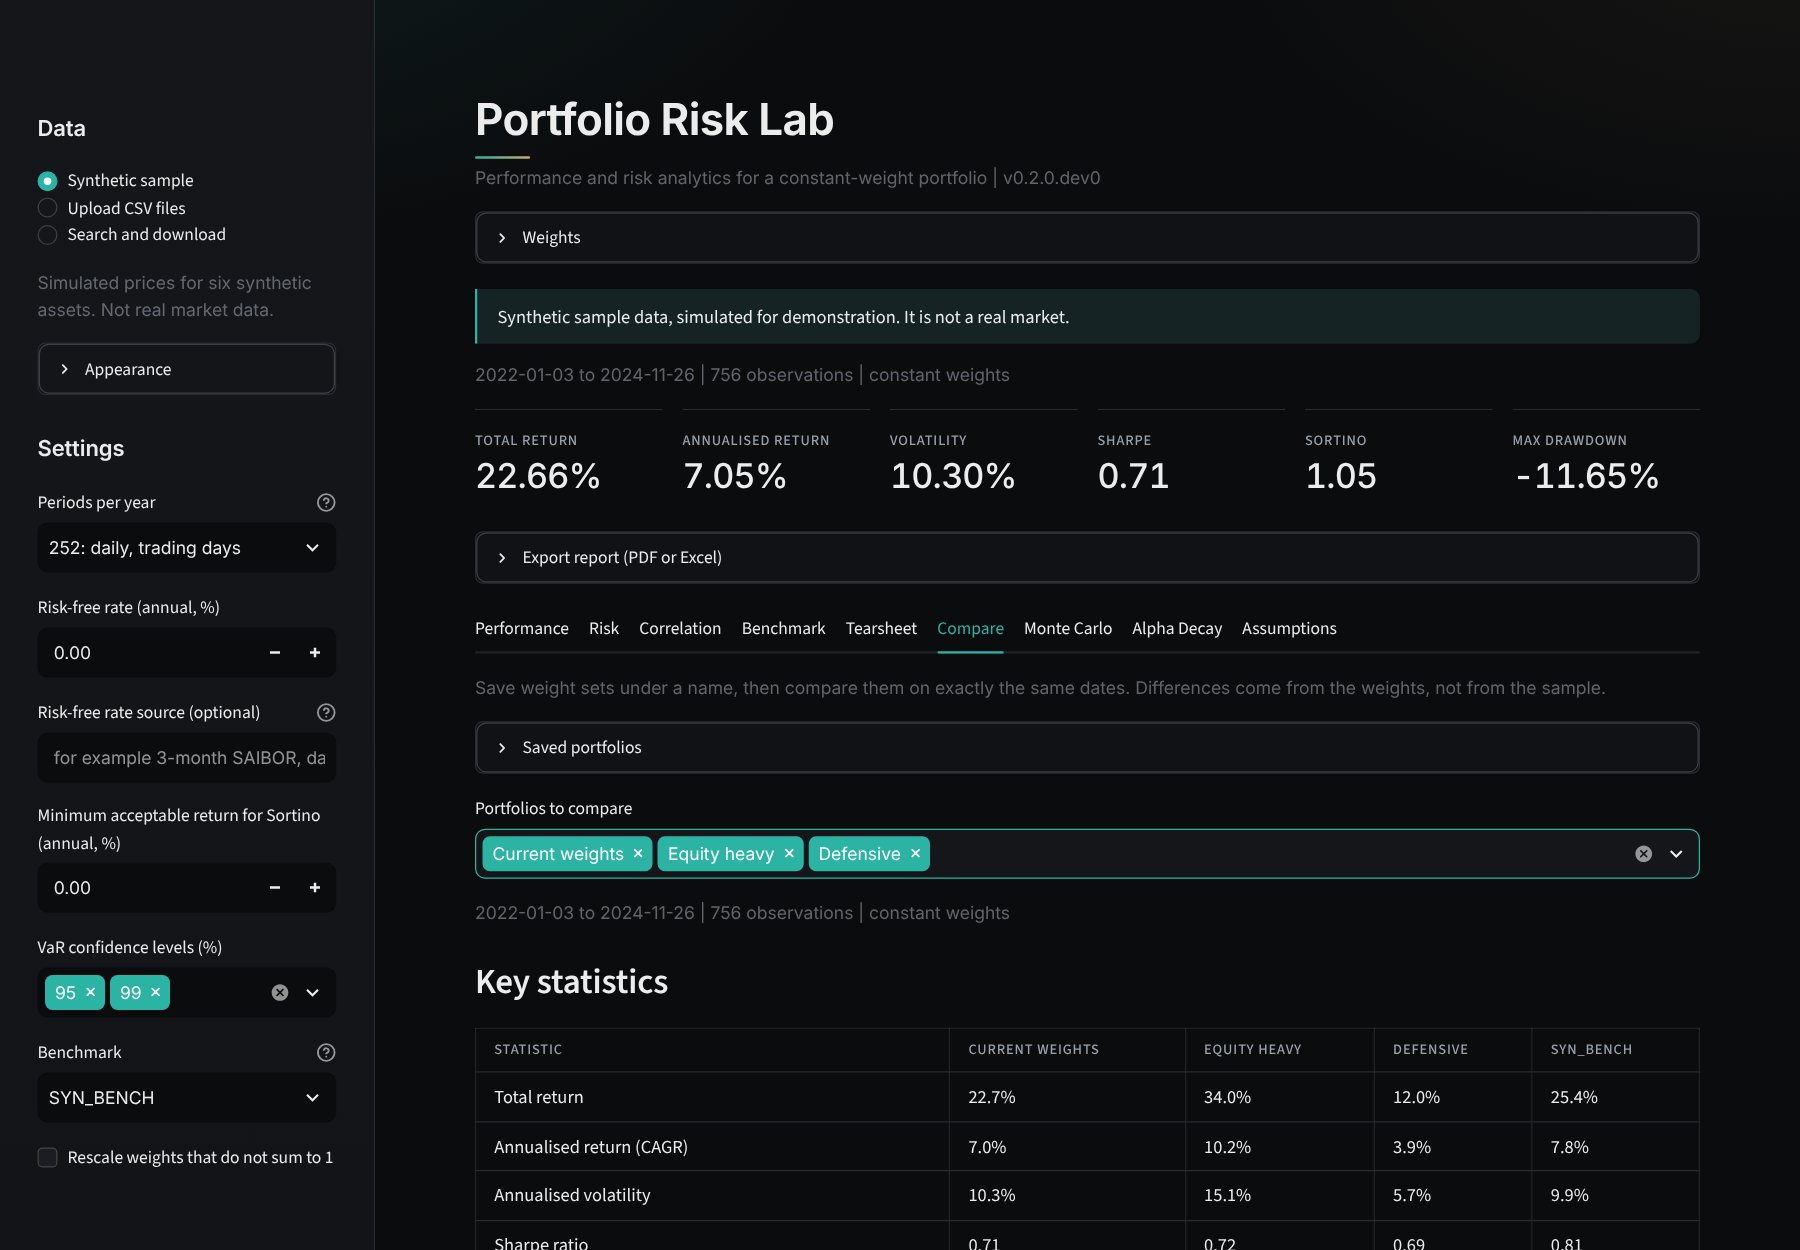 Data
Synthetic sample
Upload CSV files
Search and download
Simulated prices for six synthetic
assets. Not real market data.
Appearance
Settings
Periods per year
252: daily, trading days
Risk-free rate (annual, %)
0.00
Risk-free rate source (optional)
for example 3-month SAIBOR, da
Minimum acceptable return for Sortino
(annual, %)
0.00
VaR confidence levels (%)
95 99
Benchmark
SYN_BENCH
Rescale weights that do not sum to 1
Portfolio Risk Lab
Performance and risk analytics for a constant-weight portfolio | v0.2.0.dev0
Weights
Synthetic sample data, simulated for demonstration. It is not a real market.
2022-01-03 to 2024-11-26 | 756 observations | constant weights
TOTAL RETURN ANNUALISED RETURN VOLATILITY SHARPE SORTINO MAX DRAWDOWN
22.66% 7.05% 10.30% 0.71 1.05 -11.65%
Export report (PDF or Excel)
Performance Risk Correlation Benchmark Tearsheet Compare Monte Carlo Alpha Decay Assumptions
Save weight sets under a name, then compare them on exactly the same dates. Differences come from the weights, not from the sample.
Saved portfolios
Portfolios to compare
Current weights Equity heavy Defensive
2022-01-03 to 2024-11-26 | 756 observations | constant weights
Key statistics
STATISTIC CURRENT WEIGHTS EQUITY HEAVY DEFENSIVE SYN_BENCH
Total return 22.7% 34.0% 12.0% 25.4%
Annualised return (CAGR) 7.0% 10.2% 3.9% 7.8%
Annualised volatility 10.3% 15.1% 5.7% 9.9%
Sharpe ratio 0.71 0.72 0.69 0.81